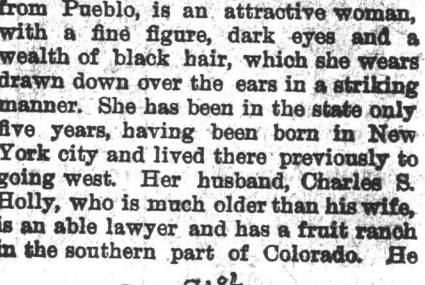 from Pueblo, is an attractive woman,
with a fine figure, dark eyes and a
wealth of black hair, which she wears
drawn down over the ears in a striking
manner. She has been in the state only
five years, having been born in New
York city and lived there previously to
going west. Her husband, Charles S.
Holly, who is much older than his wife,
is an able lawyer and has a fruit ranch
in the southern part of Colorado. He